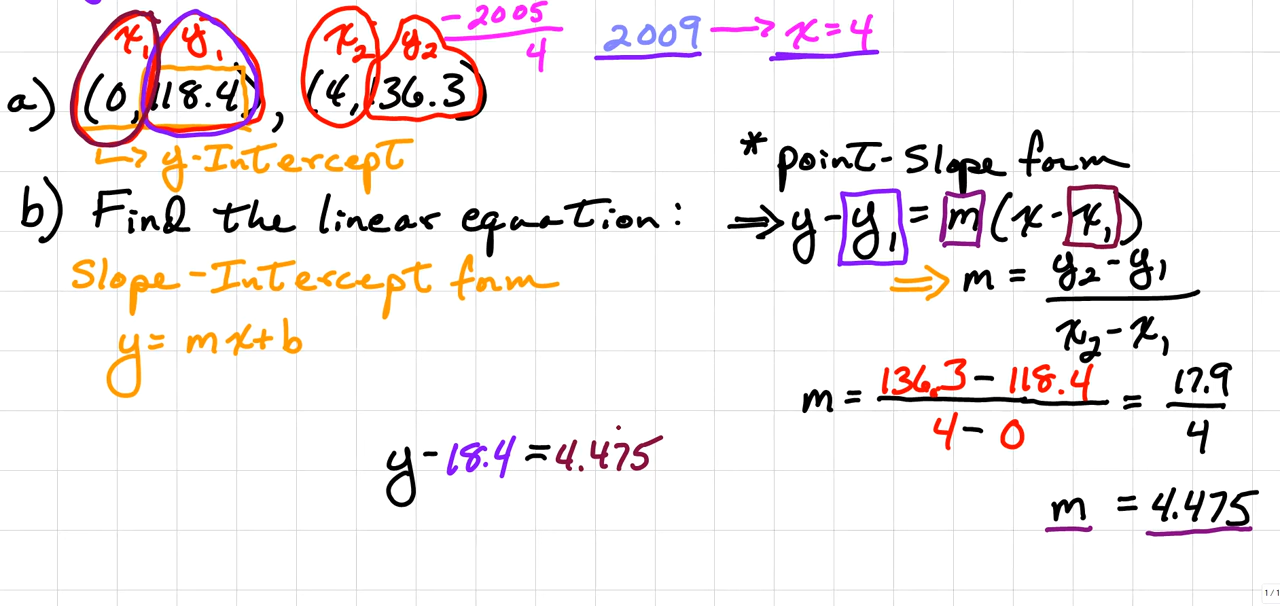 x₁ y₁ x₂ y₂ -2005 2009 → x = 4
4
a) (0, 118.4), (4, 136.3)
↳ y-Intercept
* point-Slope form
b) Find the linear equation: ⇒ y - y₁ = m (x - x₁)
Slope-Intercept form ⇒ m = y₂ - y₁
y = mx + b x₂ - x₁
m = 136.3 - 118.4 = 17.9
4 - 0 4
y - 18.4 = 4.475
m = 4.475
1/1